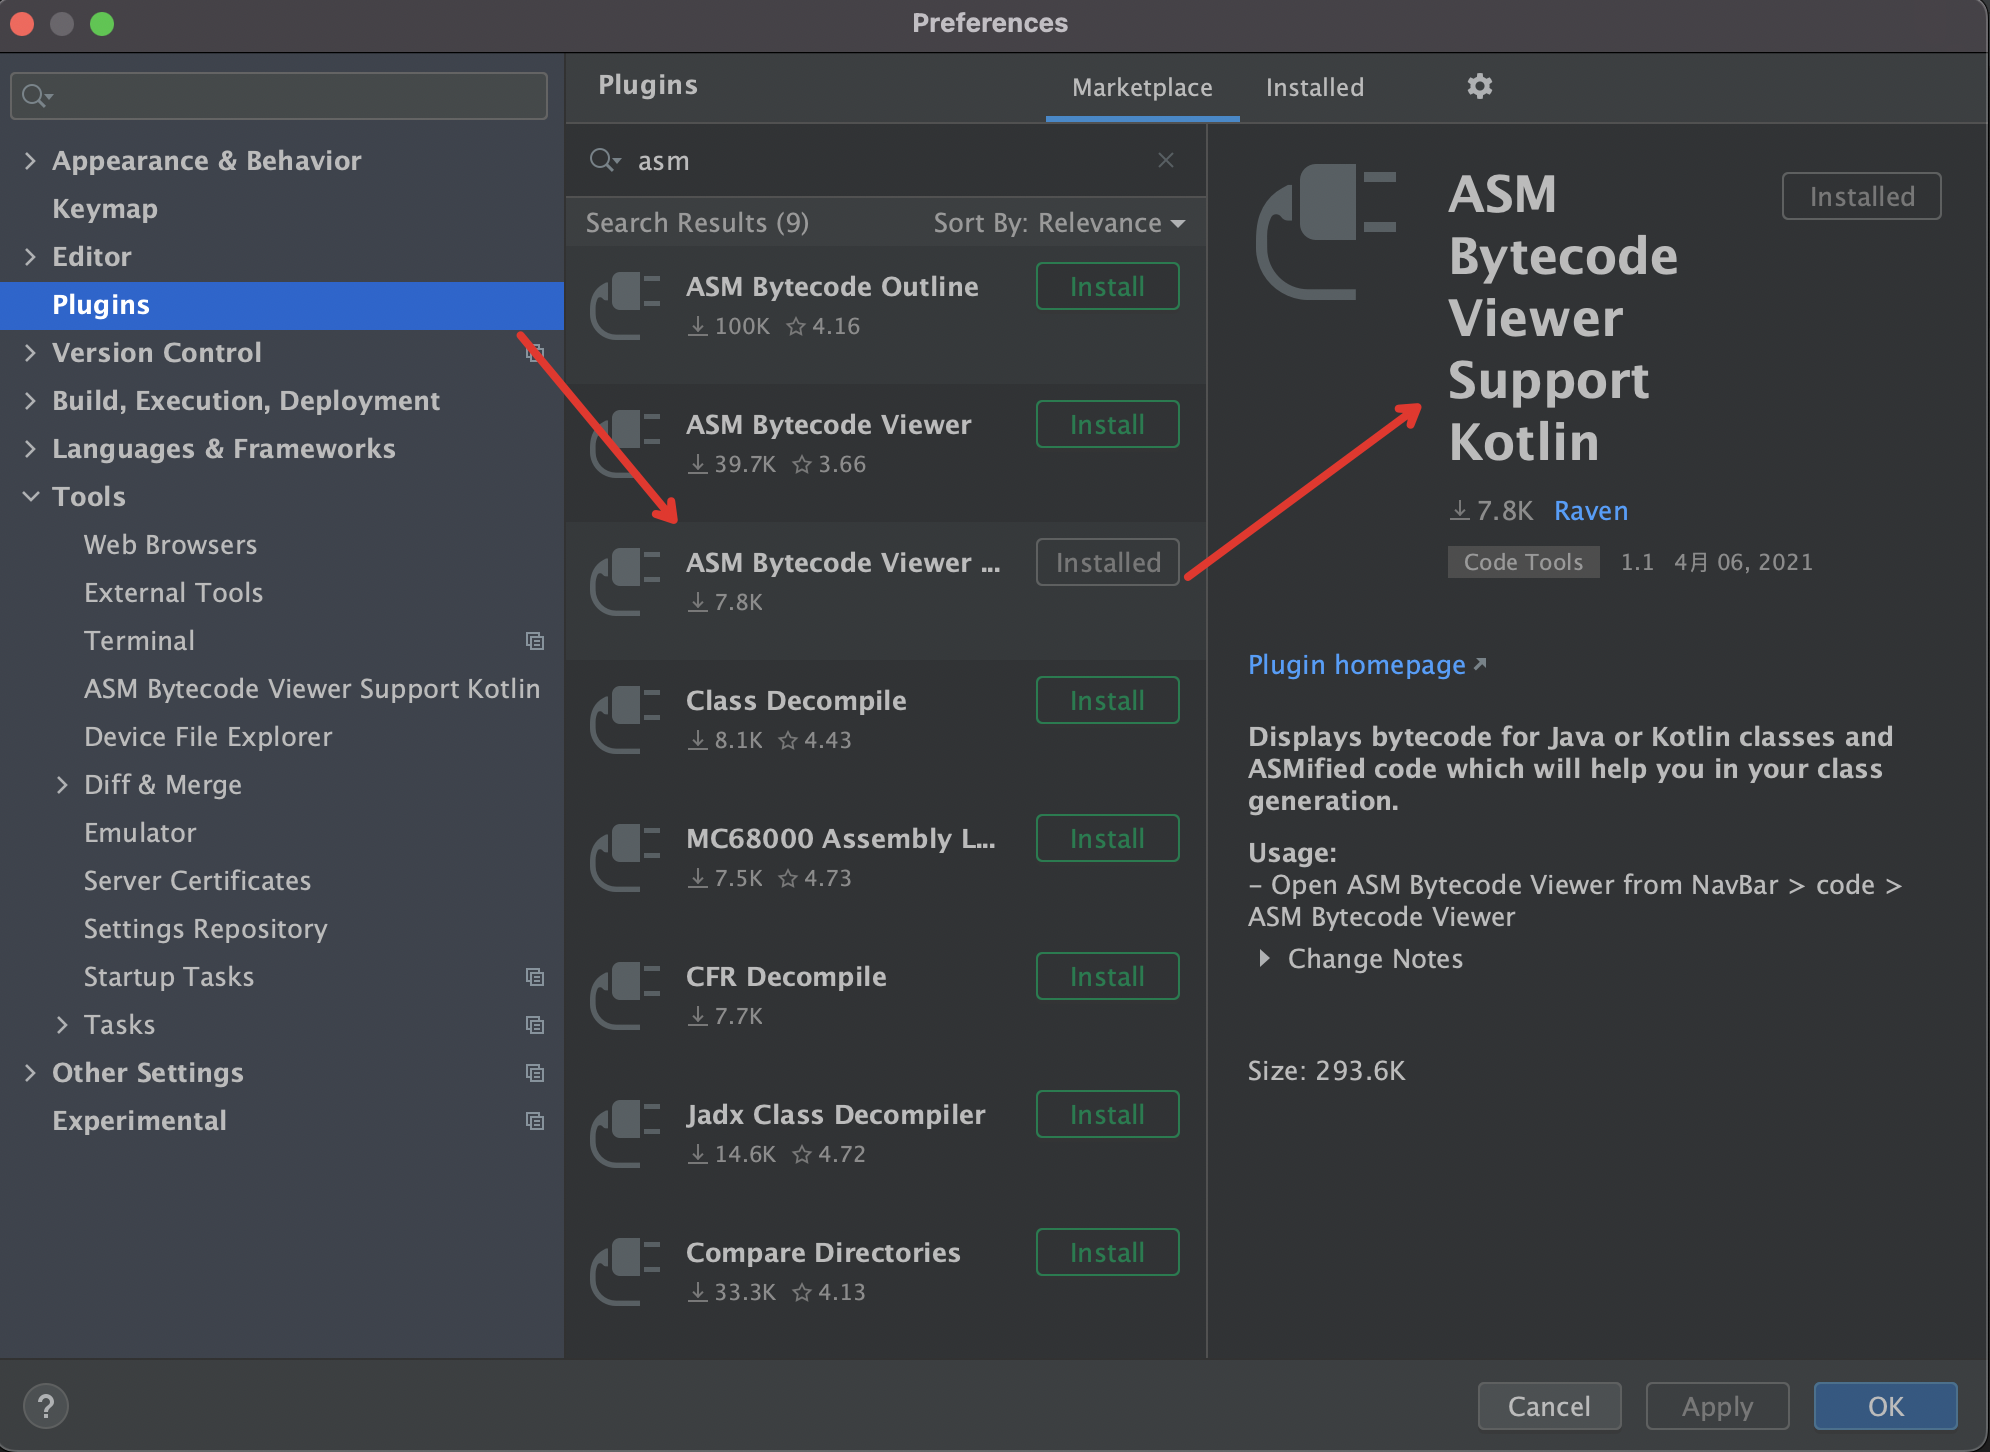 Preferences
Appearance & Behavior
Keymap
Editor
Plugins
Version Control
Build, Execution, Deployment
Languages & Frameworks
Tools
Web Browsers
External Tools
Terminal
ASM Bytecode Viewer Support Kotlin
Device File Explorer
Diff & Merge
Emulator
Server Certificates
Settings Repository
Startup Tasks
Tasks
Other Settings
Experimental
Plugins
Marketplace
Installed
asm
Search Results (9)
Sort By: Relevance
ASM Bytecode Outline
Install
100K 4.16
ASM Bytecode Viewer
Install
39.7K 3.66
ASM Bytecode Viewer ...
Installed
7.8K
Class Decompile
Install
8.1K 4.43
MC68000 Assembly L...
Install
7.5K 4.73
CFR Decompile
Install
7.7K
Jadx Class Decompiler
Install
14.6K 4.72
Compare Directories
Install
33.3K 4.13
ASM
Bytecode
Viewer
Support
Kotlin
Installed
7.8K Raven
Code Tools 1.1 4月 06, 2021
Plugin homepage
Displays bytecode for Java or Kotlin classes and
ASMified code which will help you in your class
generation.
Usage:
– Open ASM Bytecode Viewer from NavBar > code >
ASM Bytecode Viewer
Change Notes
Size: 293.6K
?
Cancel
Apply
OK